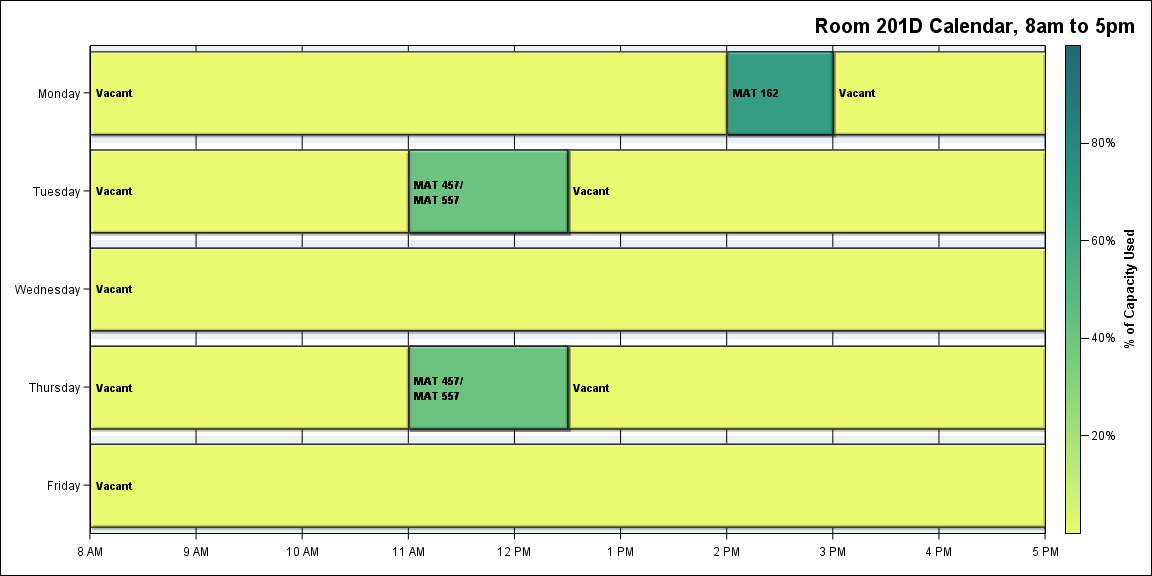 Room 201D Calendar, 8am to 5pm
Monday
Vacant
MAT 162
Vacant
Tuesday
Vacant
MAT 457/
MAT 557
Vacant
Wednesday
Vacant
Thursday
Vacant
MAT 457/
MAT 557
Vacant
Friday
Vacant
8 AM
9 AM
10 AM
11 AM
12 PM
1 PM
2 PM
3 PM
4 PM
5 PM
80%
60%
40%
20%
% of Capacity Used